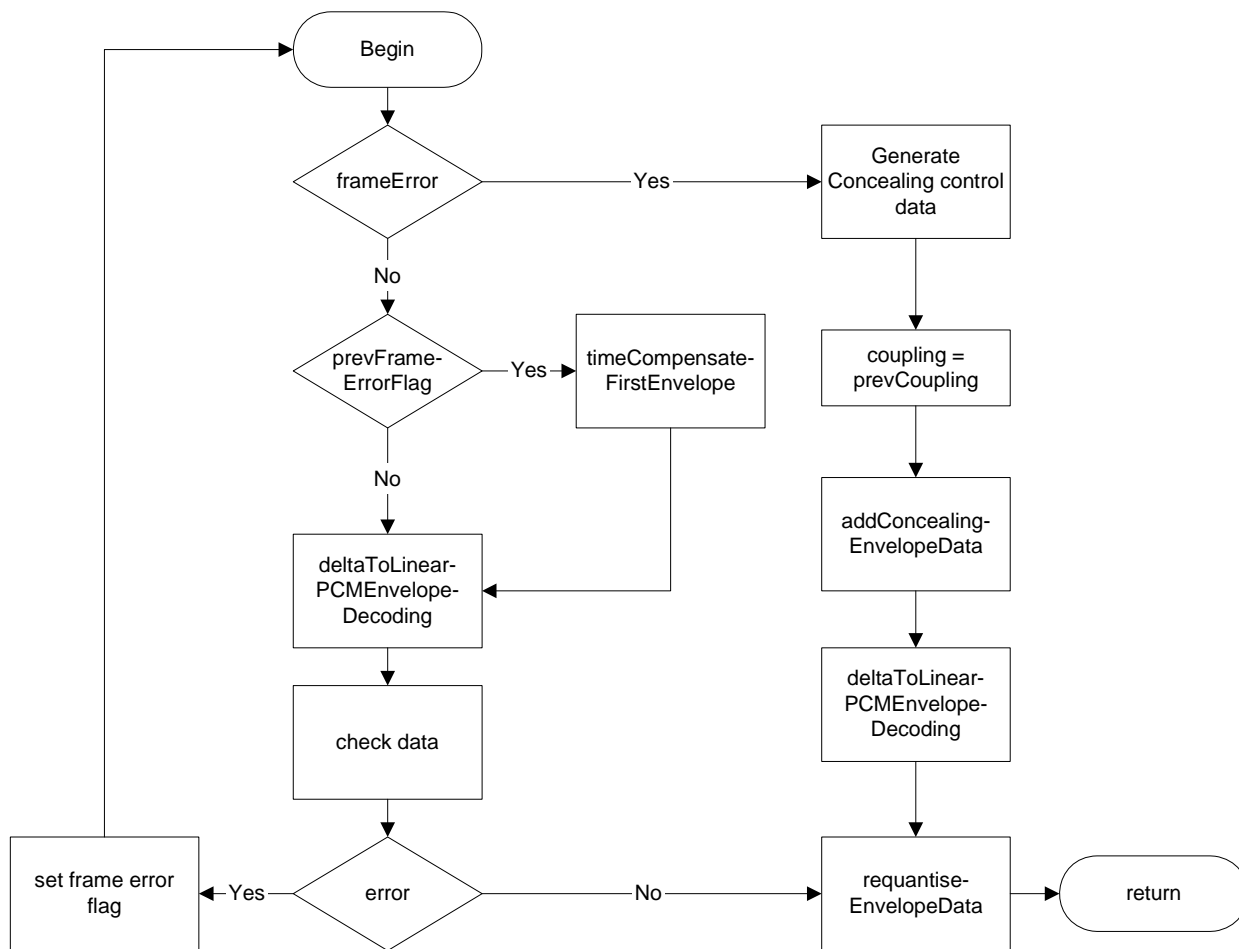 Begin
frameError
Yes
Generate
Concealing control
data
No
prevFrame-
ErrorFlag
Yes
timeCompensate-
FirstEnvelope
coupling =
prevCoupling
No
deltaToLinear-
PCMEnvelope-
Decoding
addConcealing-
EnvelopeData
check data
deltaToLinear-
PCMEnvelope-
Decoding
set frame error
flag
Yes
error
No
requantise-
EnvelopeData
return